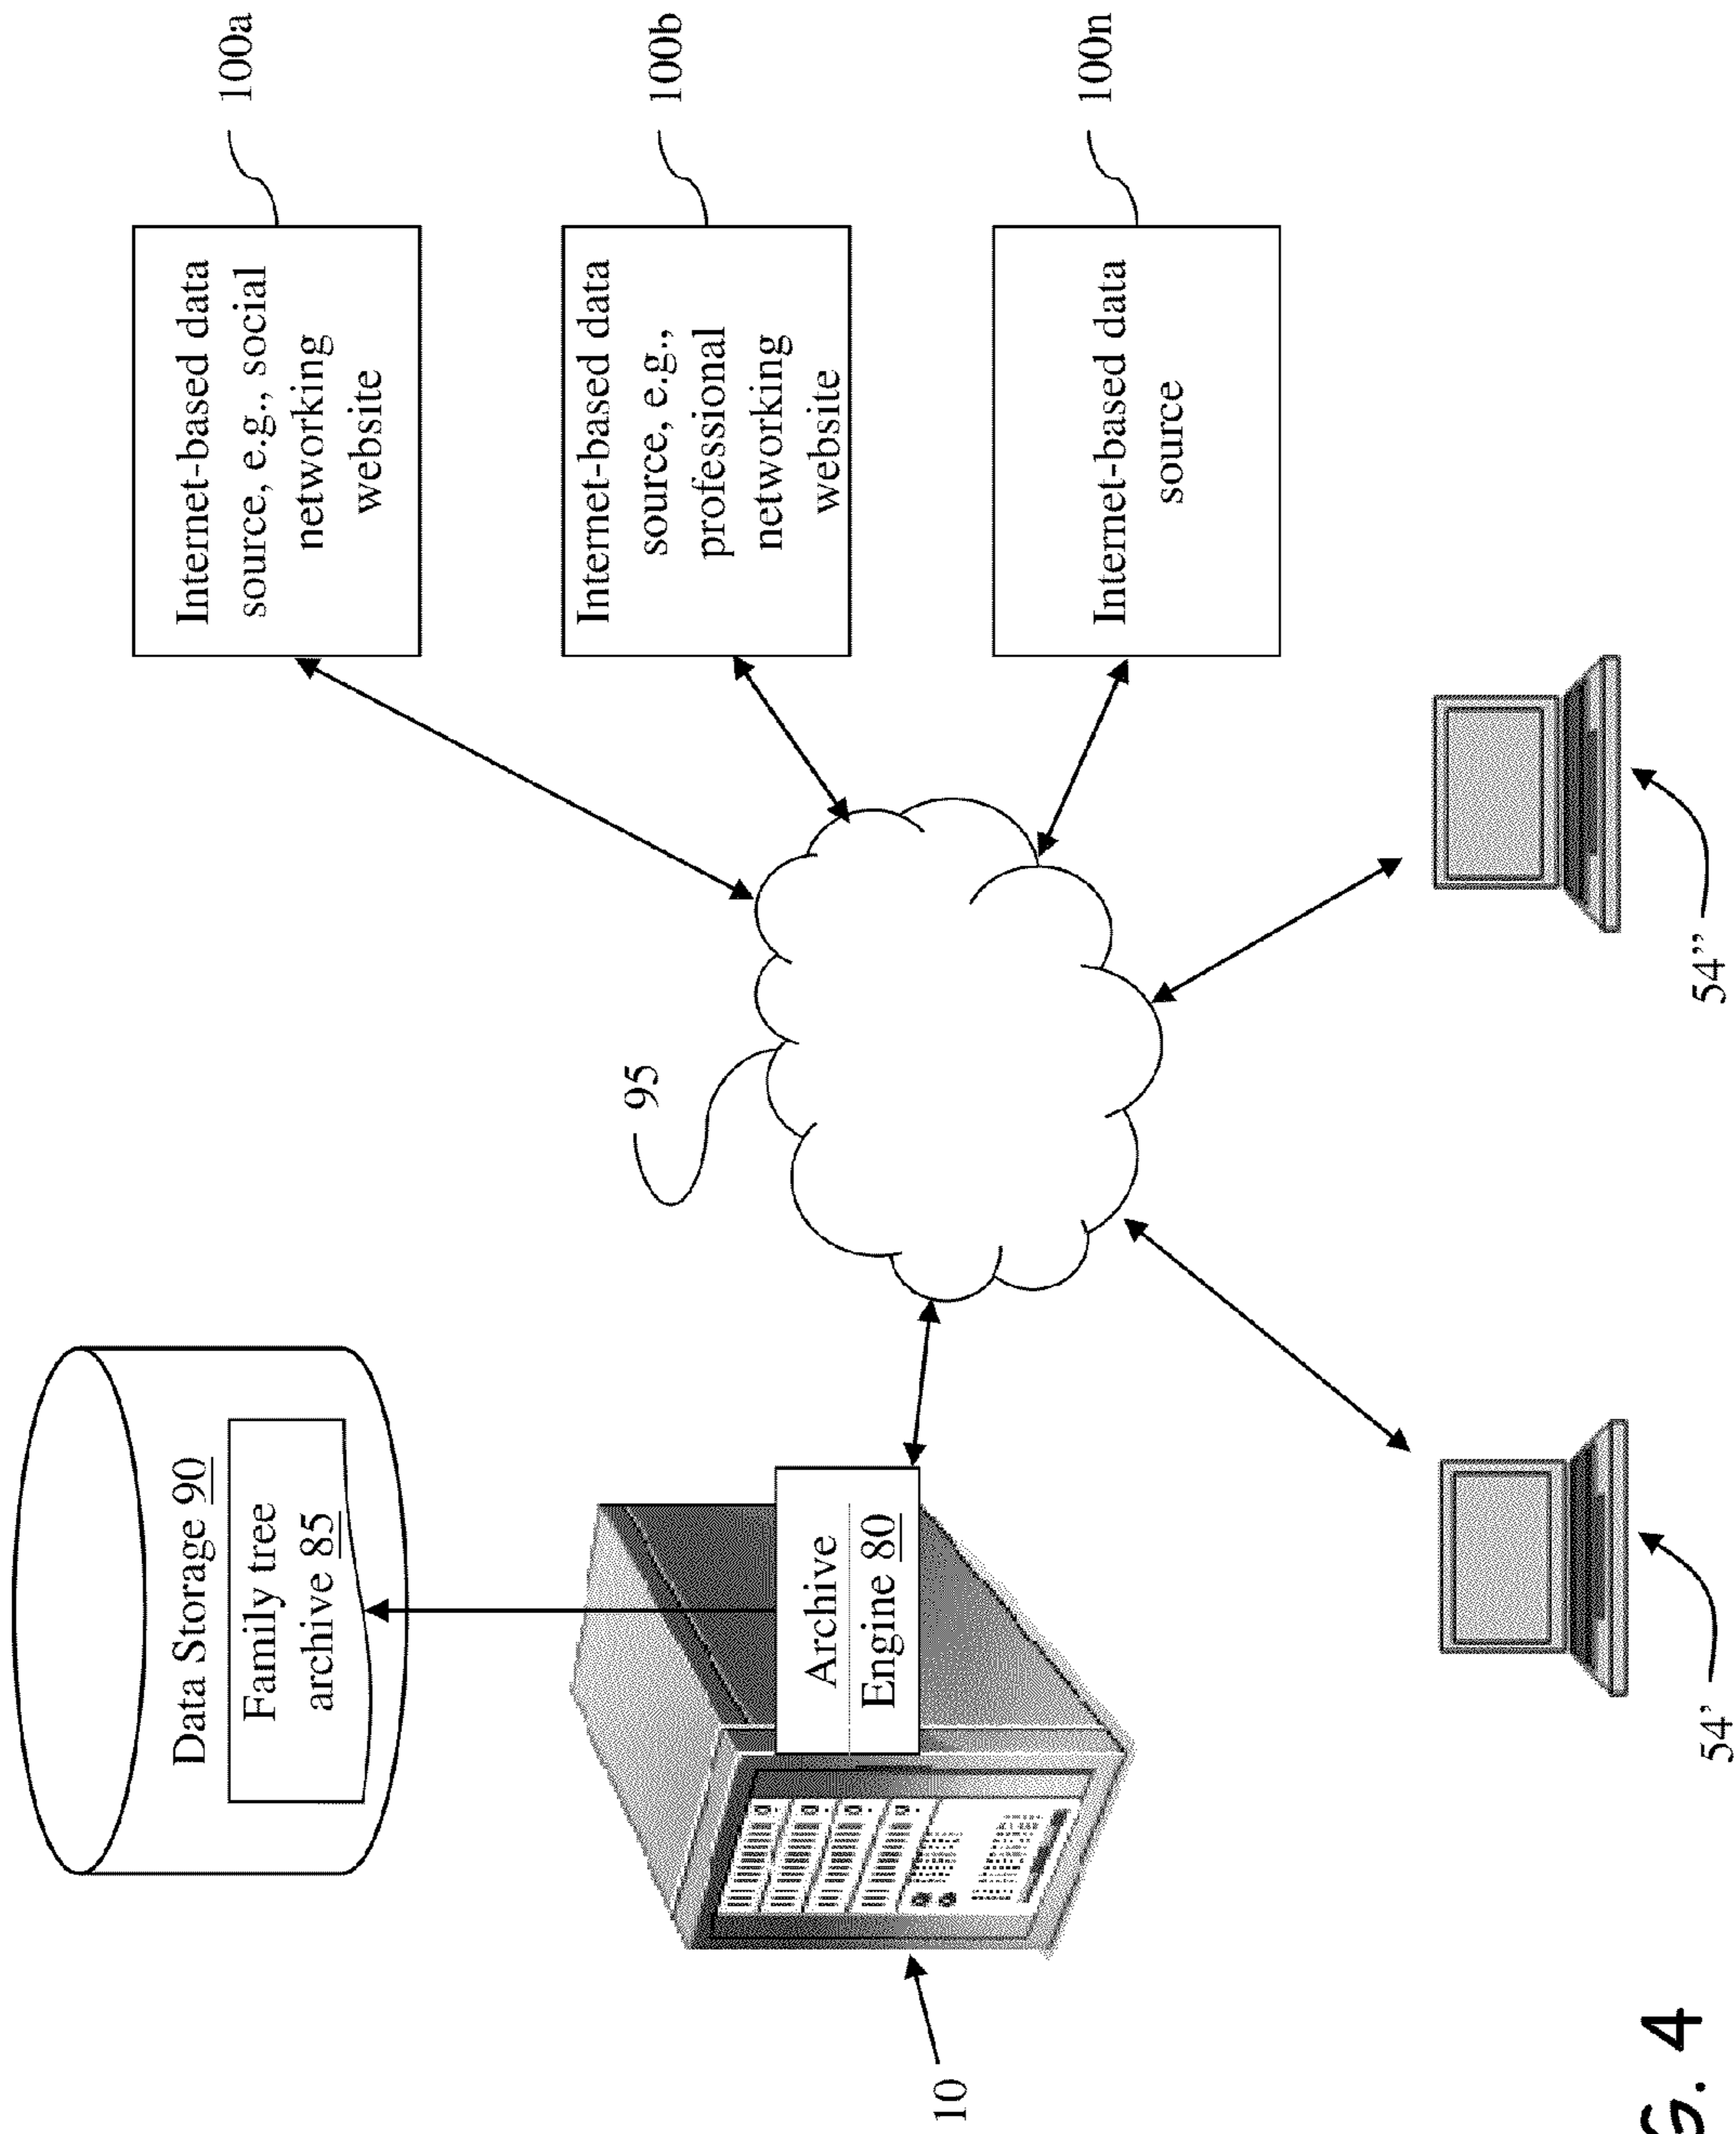 Data Storage 90
Family tree
archive 85
Archive
Engine 80
10
95
Internet-based data
source, e.g., social
networking
website
100a
Internet-based data
source, e.g.,
professional
networking
website
100b
Internet-based data
source
100n
54’
54’’
G. 4